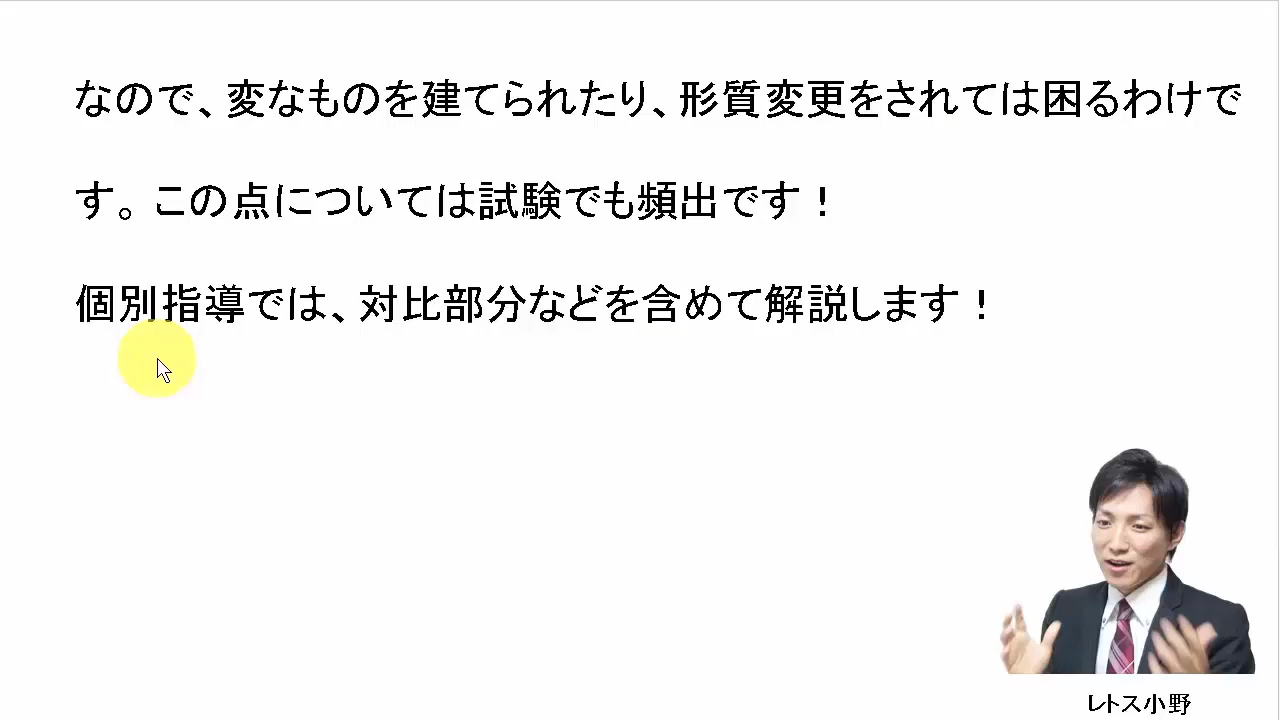 なので、変なものを建てられたり、形質変更をされては困るわけで
す。この点については試験でも頻出です！
個別指導では、対比部分などを含めて解説します！
レトス小野